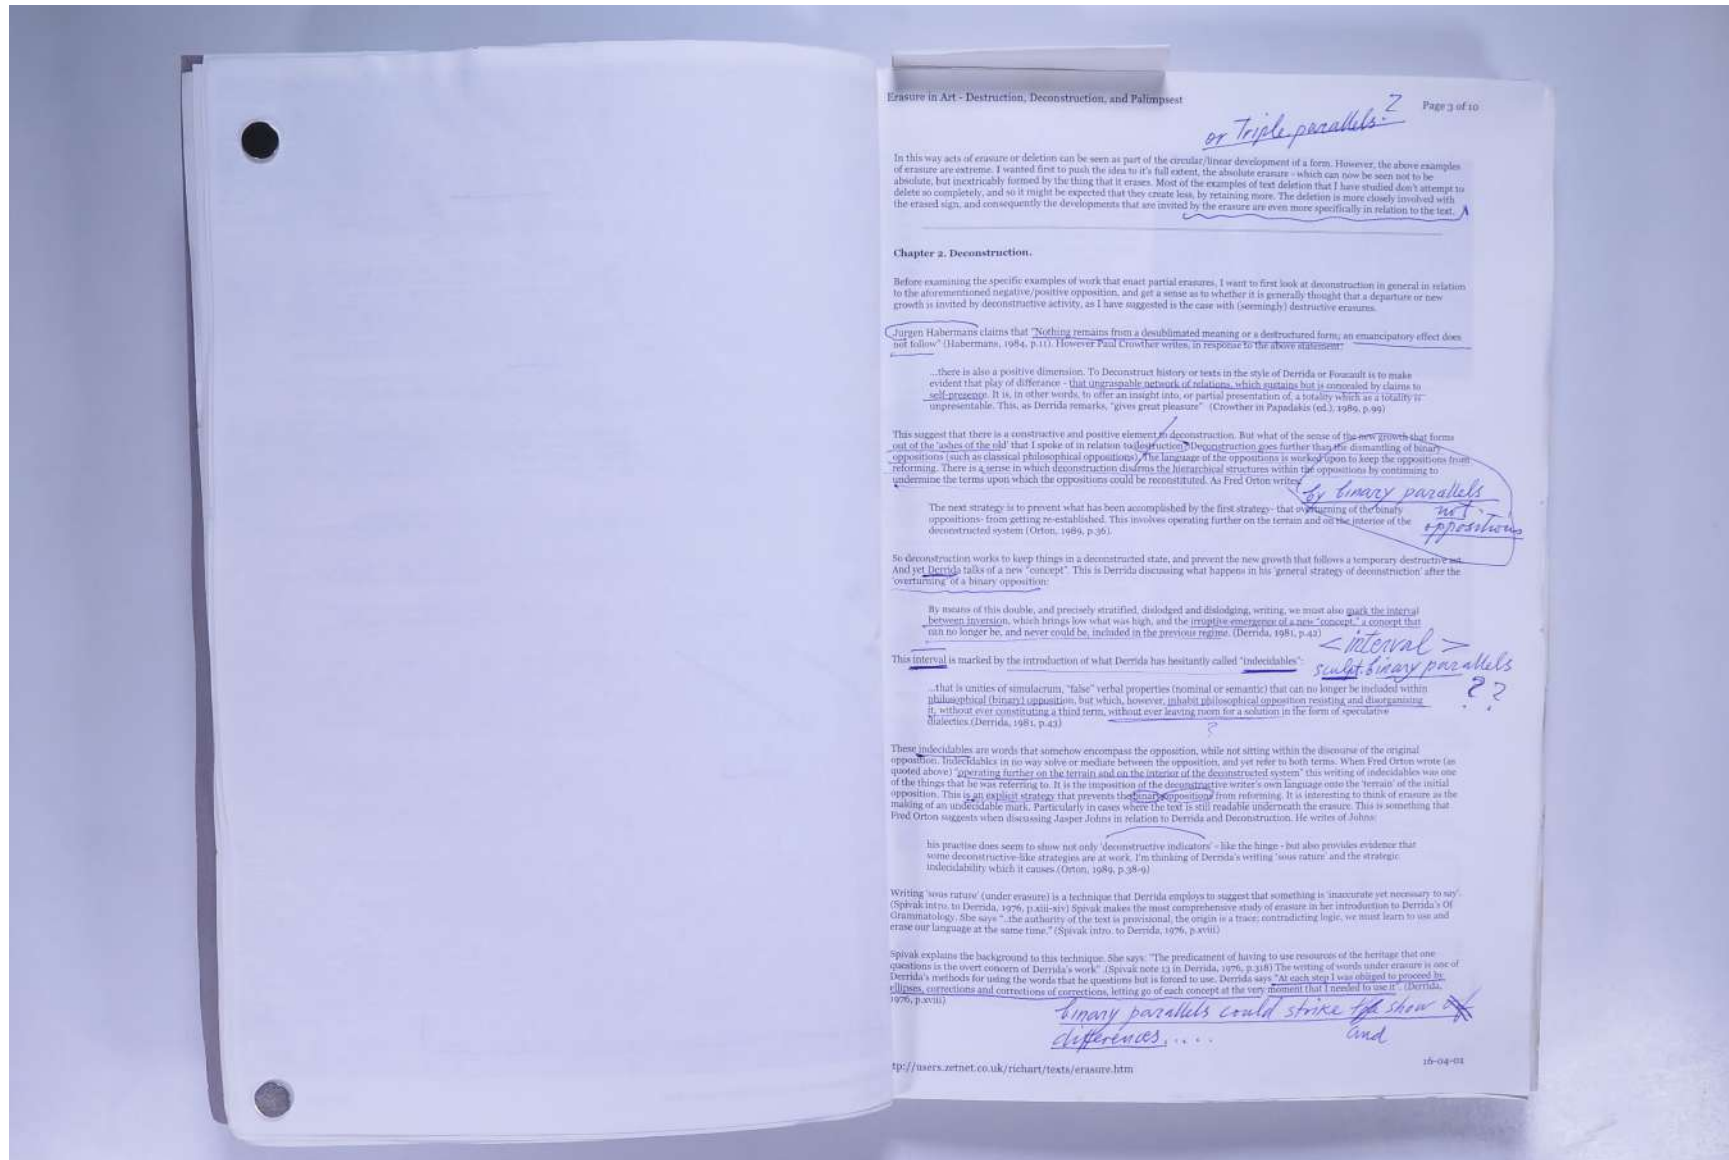 Erasure in Art - Destruction, Deconstruction, and Palimpsest
Page 3 of 10
or Triple parallels?
In this way acts of erasure or deletion can be seen as part of the circular/linear development of a form. However, the above examples
of erasure are extreme. I wanted first to push the idea to it's full extent, the absolute erasure - which can now be seen not to be
absolute, but inextricably formed by the thing that it erases. Most of the examples of text deletion that I have studied don't attempt to
delete so completely, and so it might be expected that they create less, by retaining more. The deletion is more closely involved with
the erased sign, and consequently the developments that are invited by the erasure are even more specifically in relation to the text.
Chapter 2. Deconstruction.
Before examining the specific examples of work that enact partial erasures, I want to first look at deconstruction in general in relation
to the aforementioned negative/positive opposition, and get a sense as to whether it is generally thought that a departure or new
growth is invited by deconstructive activity, as I have suggested is the case with (seemingly) destructive erasures.
Jurgen Habermans claims that "Nothing remains from a desublimated meaning or a destructured form; an emancipatory effect does
not follow" (Habermans, 1984, p.11). However Paul Crowther writes, in response to the above statement:
...there is also a positive dimension. To Deconstruct history or texts in the style of Derrida or Foucault is to make
evident that play of differance - that ungraspable network of relations, which sustains but is concealed by claims to
self-presence. It is, in other words, to offer an insight into, or partial presentation of, a totality which as a totality is
unpresentable. This, as Derrida remarks, "gives great pleasure" (Crowther in Papadakis (ed.), 1989, p.99)
This suggest that there is a constructive and positive element to deconstruction. But what of the sense of the new growth that forms
out of the 'ashes of the old' that I spoke of in relation to destruction? Deconstruction goes further than the dismantling of binary
oppositions (such as classical philosophical oppositions). The language of the oppositions is worked upon to keep the oppositions from
reforming. There is a sense in which deconstruction disarms the hierarchical structures within the oppositions by continuing to
undermine the terms upon which the oppositions could be reconstituted. As Fred Orton writes:
by binary parallels
not
oppositions
The next strategy is to prevent what has been accomplished by the first strategy- that overturning of the binary
oppositions- from getting re-established. This involves operating further on the terrain and on the interior of the
deconstructed system (Orton, 1989, p.36).
So deconstruction works to keep things in a deconstructed state, and prevent the new growth that follows a temporary destructive act.
And yet Derrida talks of a new "concept". This is Derrida discussing what happens in his 'general strategy of deconstruction' after the
'overturning' of a binary opposition:
By means of this double, and precisely stratified, dislodged and dislodging, writing, we must also mark the interval
between inversion, which brings low what was high, and the irruptive emergence of a new "concept," a concept that
can no longer be, and never could be, included in the previous regime. (Derrida, 1981, p.42)
< interval >
This interval is marked by the introduction of what Derrida has hesitantly called "indecidables":
sculpt. binary parallels
? ?
...that is unities of simulacrum, "false" verbal properties (nominal or semantic) that can no longer be included within
philosophical (binary) opposition, but which, however, inhabit philosophical opposition resisting and disorganising
it, without ever constituting a third term, without ever leaving room for a solution in the form of speculative
dialectics.(Derrida, 1981, p.43)
?
These indecidables are words that somehow encompass the opposition, while not sitting within the discourse of the original
opposition. Indecidables in no way solve or mediate between the opposition, and yet refer to both terms. When Fred Orton wrote (as
quoted above) "operating further on the terrain and on the interior of the deconstructed system" this writing of indecidables was one
of the things that he was referring to. It is the imposition of the deconstructive writer's own language onto the 'terrain' of the initial
opposition. This is an explicit strategy that prevents the binary oppositions from reforming. It is interesting to think of erasure as the
making of an undecidable mark. Particularly in cases where the text is still readable underneath the erasure. This is something that
Fred Orton suggests when discussing Jasper Johns in relation to Derrida and Deconstruction. He writes of Johns:
his practise does seem to show not only 'deconstructive indicators' - like the hinge - but also provides evidence that
some deconstructive-like strategies are at work. I'm thinking of Derrida's writing 'sous rature' and the strategic
indecidability which it causes.(Orton, 1989, p.38-9)
Writing 'sous rature' (under erasure) is a technique that Derrida employs to suggest that something is 'inaccurate yet necessary to say'.
(Spivak intro. to Derrida, 1976, p.xiii-xiv) Spivak makes the most comprehensive study of erasure in her introduction to Derrida's Of
Grammatology. She says "..the authority of the text is provisional, the origin is a trace; contradicting logic, we must learn to use and
erase our language at the same time." (Spivak intro. to Derrida, 1976, p.xviii)
Spivak explains the background to this technique. She says: "The predicament of having to use resources of the heritage that one
questions is the overt concern of Derrida's work" .(Spivak note 13 in Derrida, 1976, p.318) The writing of words under erasure is one of
Derrida's methods for using the words that he questions but is forced to use. Derrida says "At each step I was obliged to proceed by
ellipses, corrections and corrections of corrections, letting go of each concept at the very moment that I needed to use it". (Derrida,
1976, p.xviii)
binary parallels could strike the show of
differences..... and
tp://users.zetnet.co.uk/richart/texts/erasure.htm
16-04-01